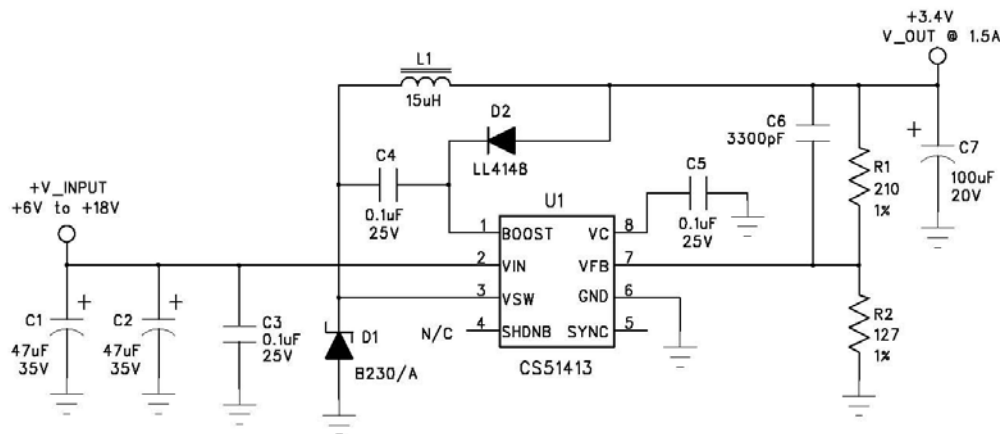 +3.4V
V_OUT @ 1.5A
L1
15uH
D2
LL414B
C6
3300pF
C4
0.1uF
25V
C5
0.1uF
25V
R1
210
1%
+
C7
100uF
20V
+V_INPUT
+6V to +18V
U1
1
BOOST
VC
8
2
VIN
VFB
7
3
VSW
GND
6
N/C
4
SHDNB
SYNC
5
CS51413
C1
+
47uF
35V
C2
+
47uF
35V
C3
0.1uF
25V
D1
B230/A
R2
127
1%